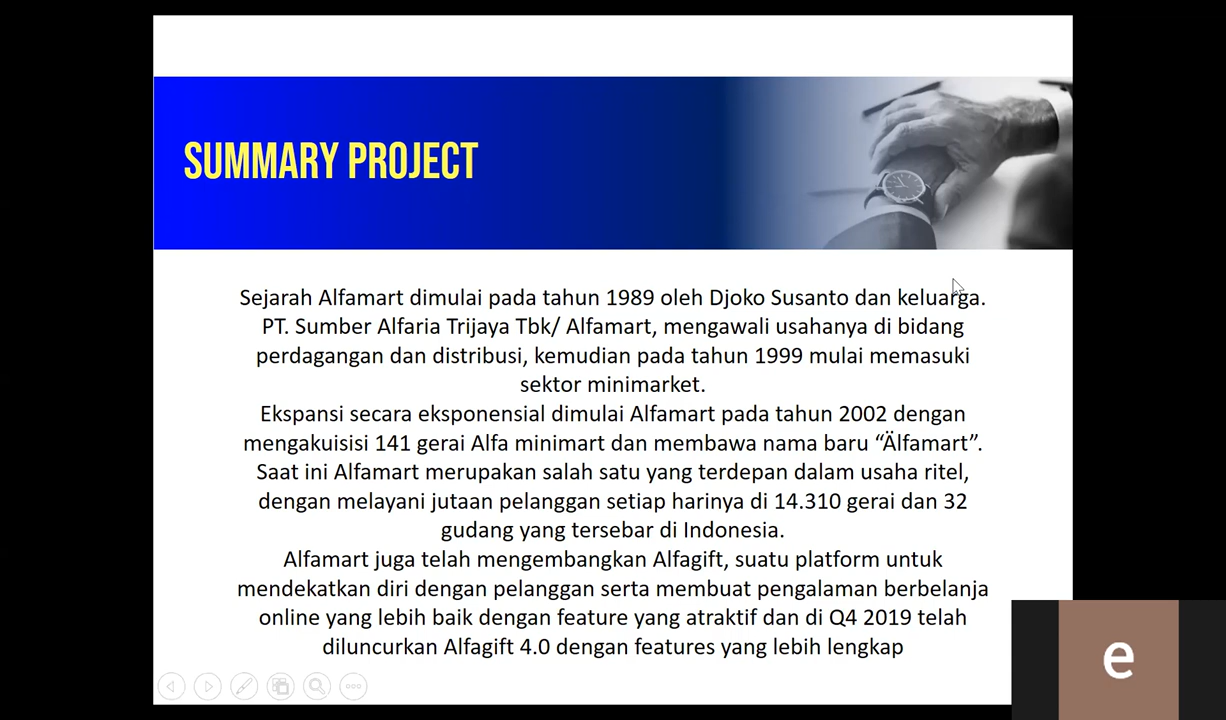 SUMMARY PROJECT
Sejarah Alfamart dimulai pada tahun 1989 oleh Djoko Susanto dan keluarga.
PT. Sumber Alfaria Trijaya Tbk/ Alfamart, mengawali usahanya di bidang
perdagangan dan distribusi, kemudian pada tahun 1999 mulai memasuki
sektor minimarket.
Ekspansi secara eksponensial dimulai Alfamart pada tahun 2002 dengan
mengakuisisi 141 gerai Alfa minimart dan membawa nama baru “Älfamart”.
Saat ini Alfamart merupakan salah satu yang terdepan dalam usaha ritel,
dengan melayani jutaan pelanggan setiap harinya di 14.310 gerai dan 32
gudang yang tersebar di Indonesia.
Alfamart juga telah mengembangkan Alfagift, suatu platform untuk
mendekatkan diri dengan pelanggan serta membuat pengalaman berbelanja
online yang lebih baik dengan feature yang atraktif dan di Q4 2019 telah
diluncurkan Alfagift 4.0 dengan features yang lebih lengkap
e